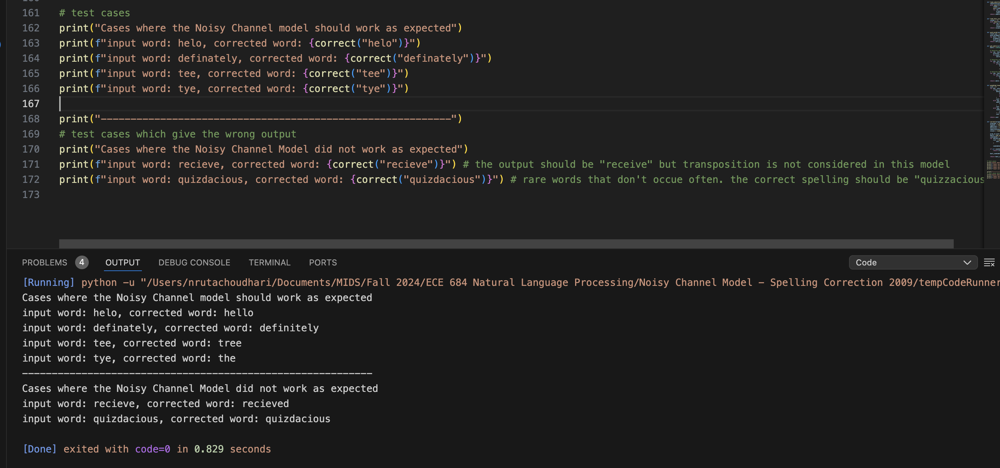 161 # test cases
162 print("Cases where the Noisy Channel model should work as expected")
163 print(f"input word: helo, corrected word: {correct("helo")}")
164 print(f"input word: definately, corrected word: {correct("definately")}")
165 print(f"input word: tee, corrected word: {correct("tee")}")
166 print(f"input word: tye, corrected word: {correct("tye")}")
167
168 print("-----------------------------------------------------------")
169 # test cases which give the wrong output
170 print("Cases where the Noisy Channel Model did not work as expected")
171 print(f"input word: recieve, corrected word: {correct("recieve")}") # the output should be "receive" but transposition is not considered in this model
172 print(f"input word: quizdacious, corrected word: {correct("quizdacious")}") # rare words that don't occue often. the correct spelling should be "quizzacious
173
PROBLEMS 4 OUTPUT DEBUG CONSOLE TERMINAL PORTS Code
[Running] python -u "/Users/nrutachoudhari/Documents/MIDS/Fall 2024/ECE 684 Natural Language Processing/Noisy Channel Model - Spelling Correction 2009/tempCodeRunner
Cases where the Noisy Channel model should work as expected
input word: helo, corrected word: hello
input word: definately, corrected word: definitely
input word: tee, corrected word: tree
input word: tye, corrected word: the
-----------------------------------------------------------
Cases where the Noisy Channel Model did not work as expected
input word: recieve, corrected word: recieved
input word: quizdacious, corrected word: quizdacious
[Done] exited with code=0 in 0.829 seconds